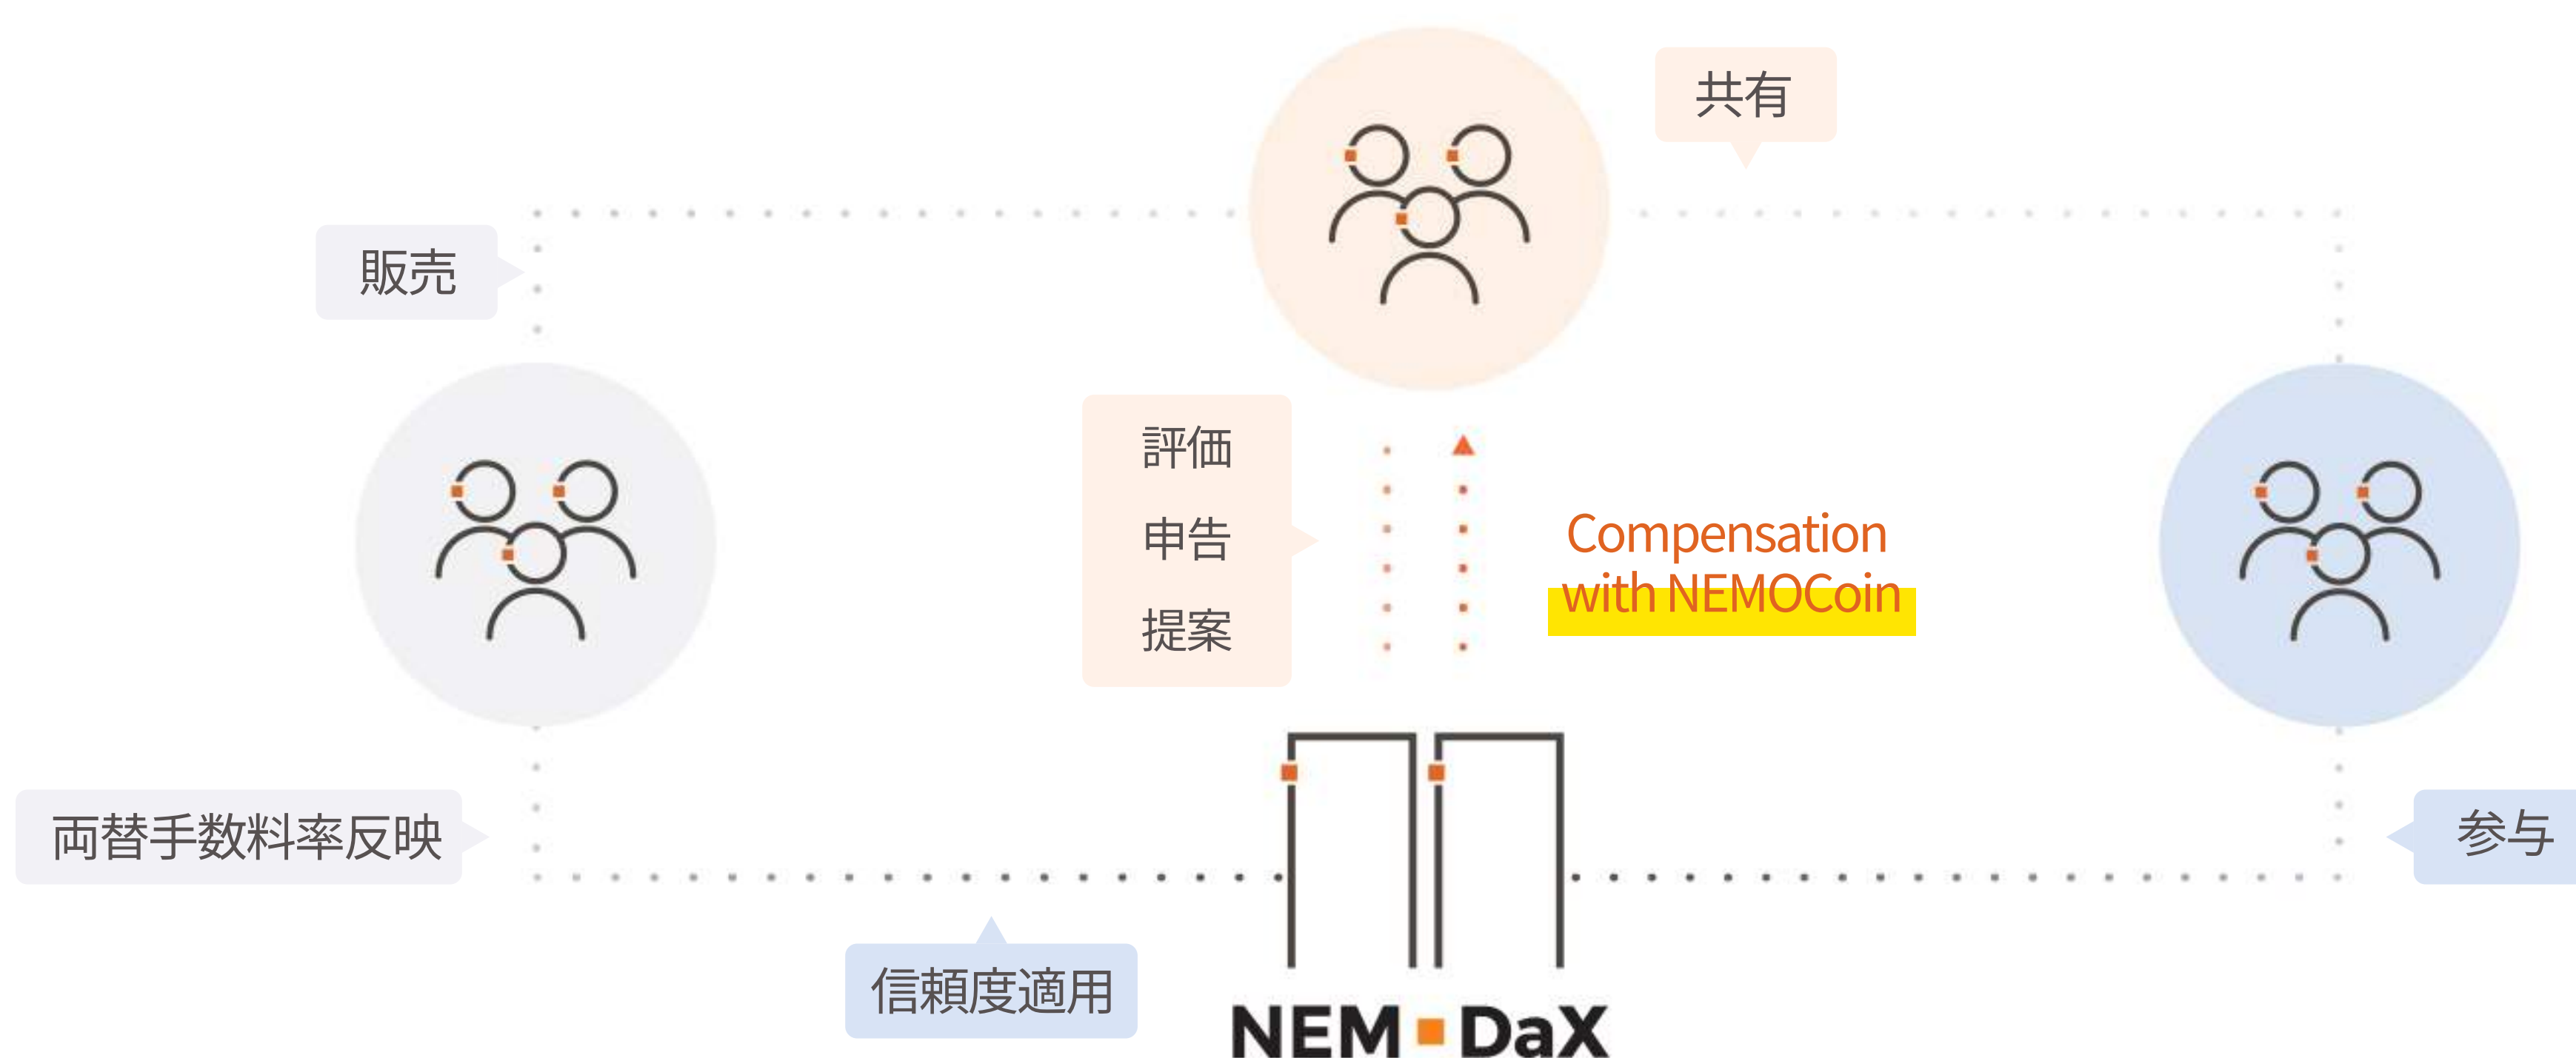 共有
販売
評価
申告
提案
Compensation
with NEMOCoin
両替手数料率反映
参与
信頼度適用
NEM DaX